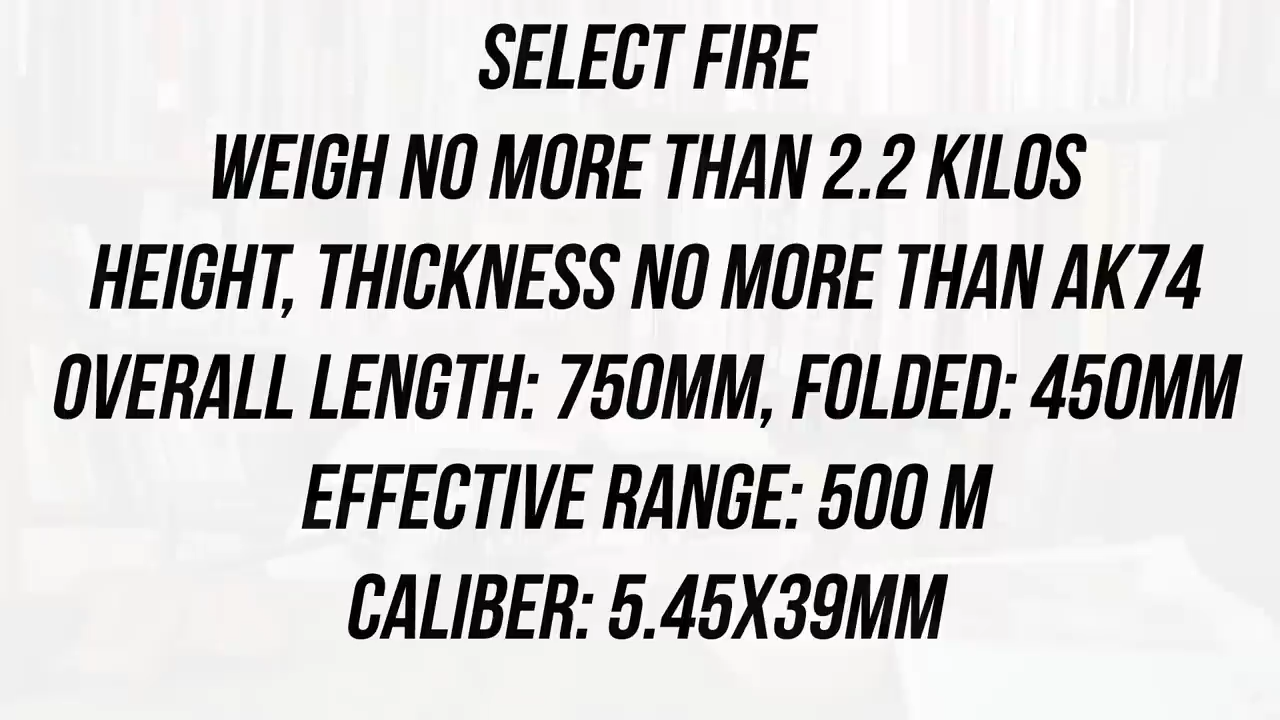 SELECT FIRE
WEIGH NO MORE THAN 2.2 KILOS
HEIGHT, THICKNESS NO MORE THAN AK74
OVERALL LENGTH: 750MM, FOLDED: 450MM
EFFECTIVE RANGE: 500 M
CALIBER: 5.45X39MM